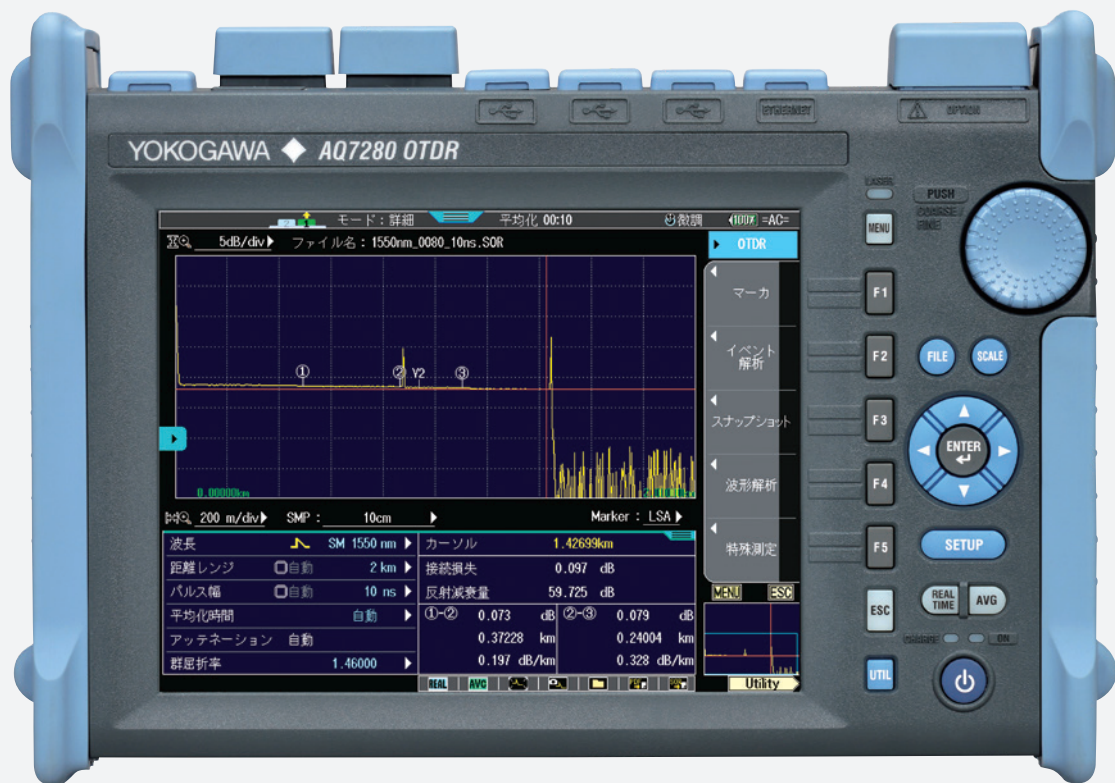 ETHERNET
OPTION
YOKOGAWA ◆ AQ7280 OTDR
LASER
PUSH
COARSE /
FINE
2 1 モード:詳細 平均化 00:10 微調 100% =AC=
5dB/div ファイル名:1550nm_0080_10ns.SOR
OTDR
MENU
マーカ
F1
イベント
解析
F2
FILE
SCALE
① ② Y2 ③
スナップショット
F3
ENTER
波形解析
F4
0.00000km
200 m/div SMP : 10cm Marker : LSA
特殊測定
F5
SETUP
波長 SM 1550 nm
距離レンジ 自動 2 km
パルス幅 自動 10 ns
平均化時間 自動
アッテネーション 自動
群屈折率 1.46000
カーソル 1.42699km
接続損失 0.097 dB
反射減衰量 59.725 dB
①-② 0.073 dB ②-③ 0.079 dB
0.37228 km 0.24004 km
0.197 dB/km 0.328 dB/km
MENU ESC
ESC
REAL
TIME
AVG
CHARGE ON
REAL AVG
Utility
UTIL